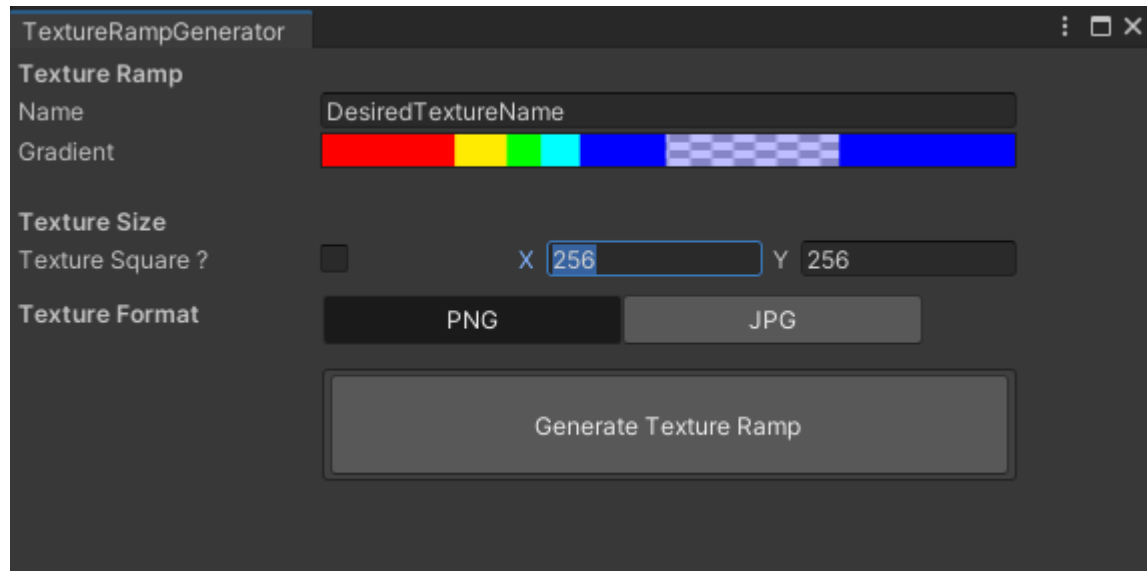 TextureRampGenerator
Texture Ramp
Name DesiredTextureName
Gradient
Texture Size
Texture Square ? X 256 Y 256
Texture Format PNG JPG
Generate Texture Ramp